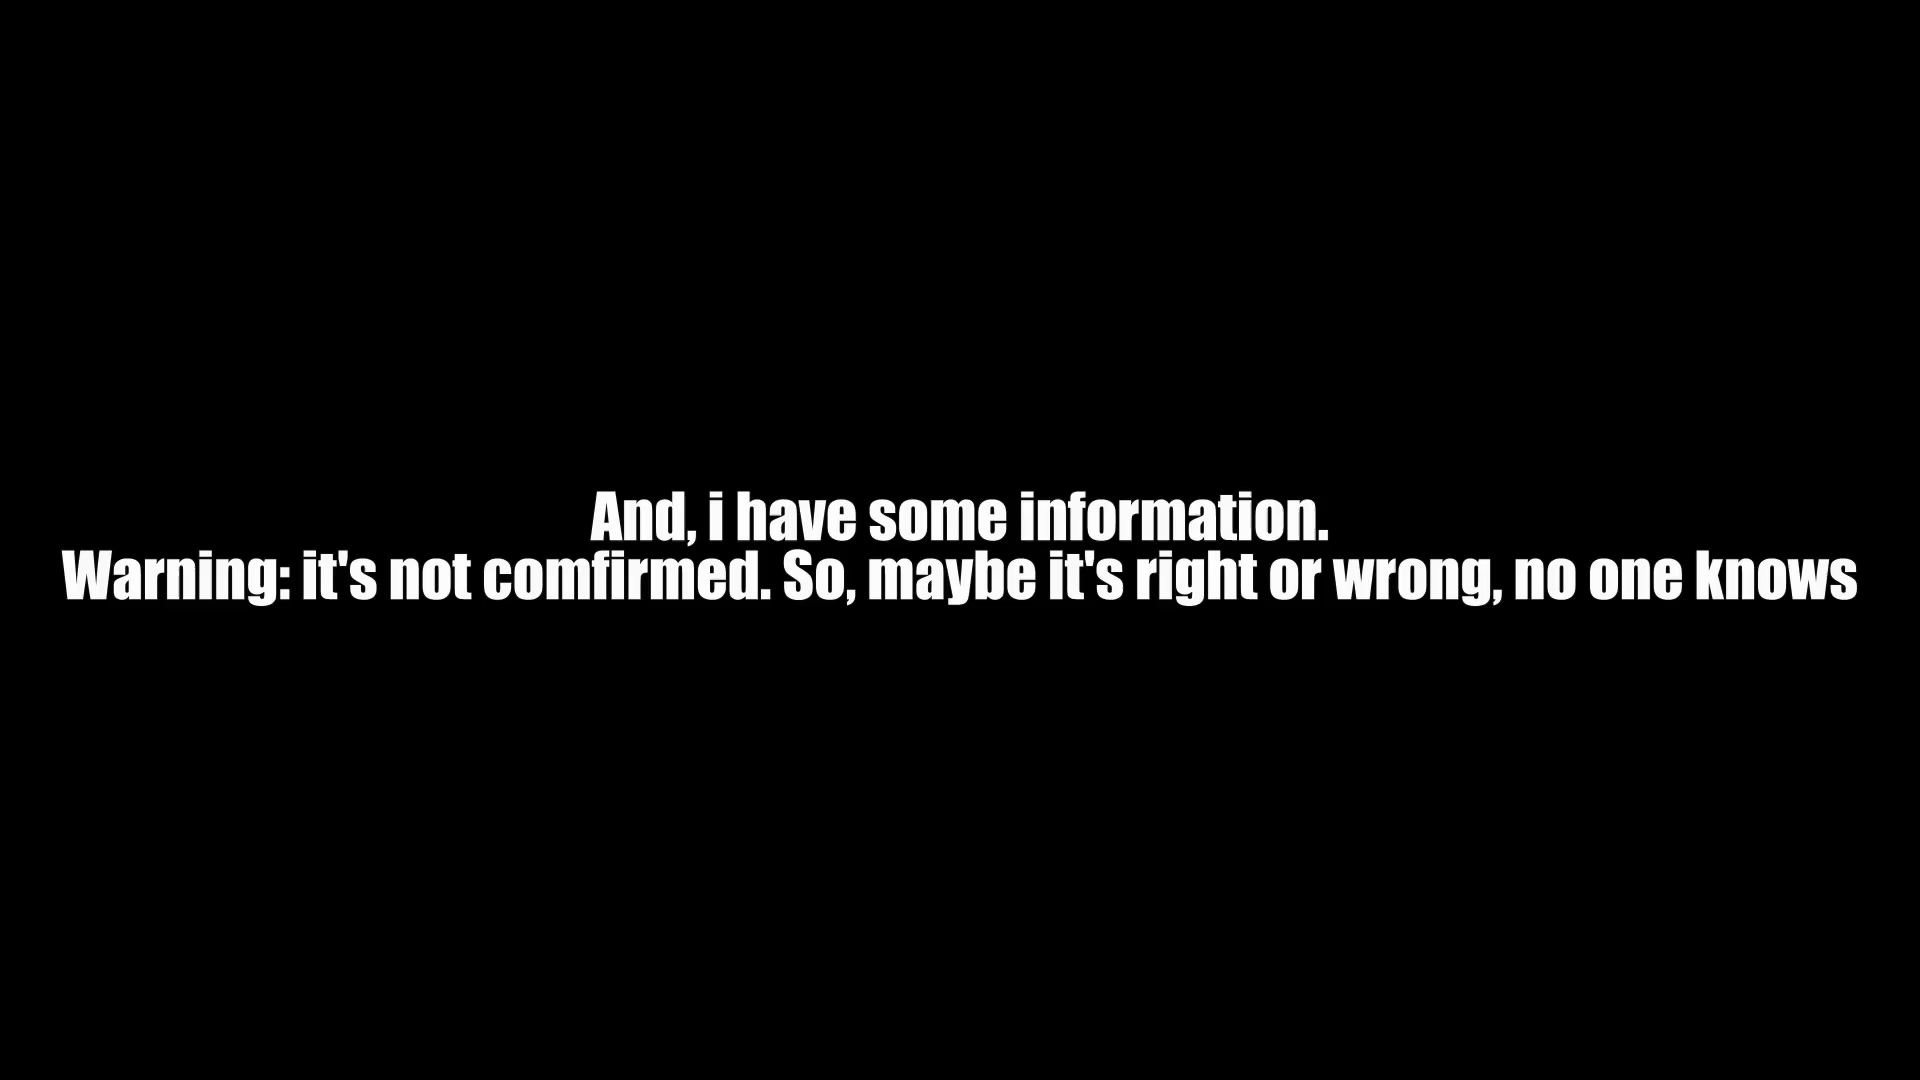 And, i have some information.
Warning: it's not comfirmed. So, maybe it's right or wrong, no one knows